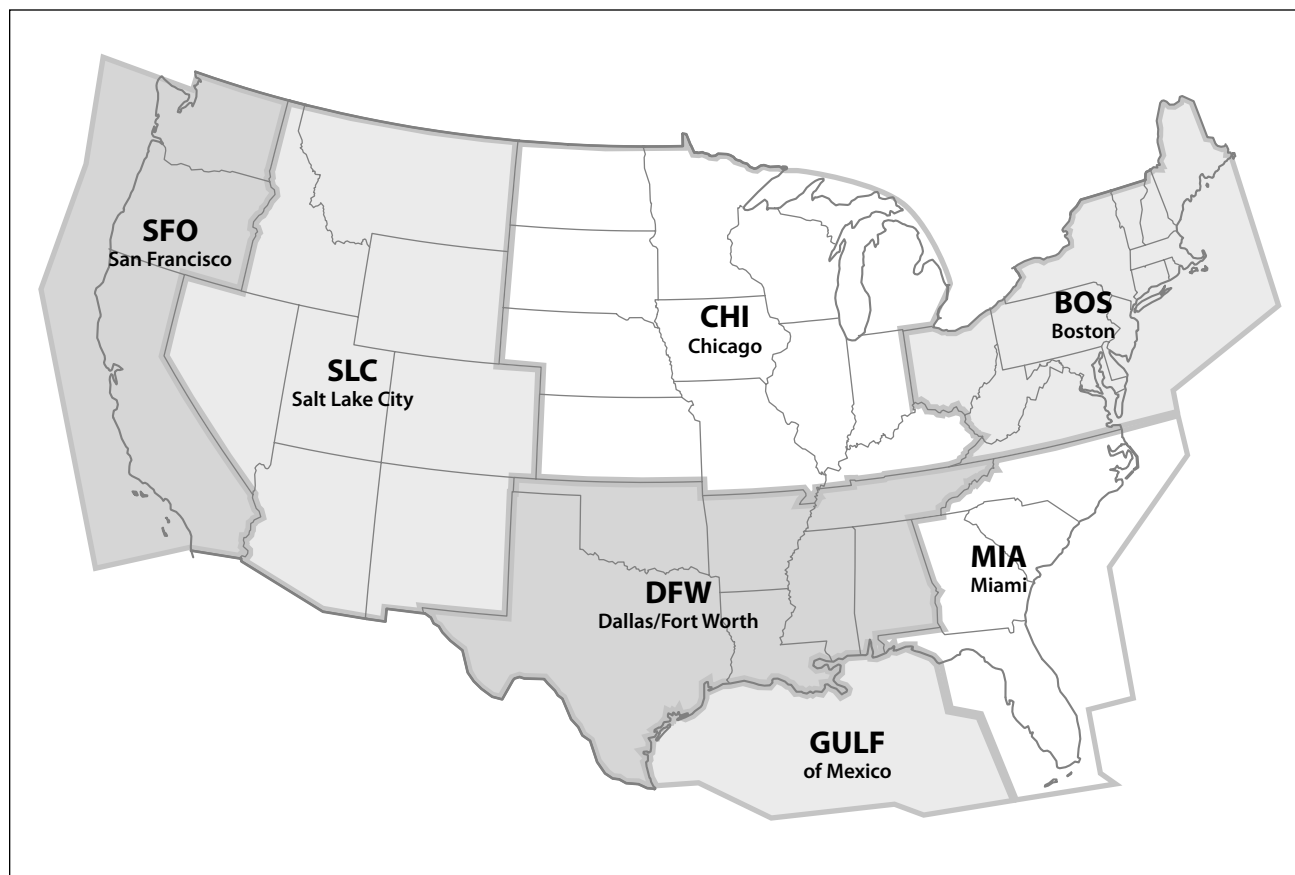 SFO
San Francisco
SLC
Salt Lake City
CHI
Chicago
BOS
Boston
DFW
Dallas/Fort Worth
MIA
Miami
GULF
of Mexico